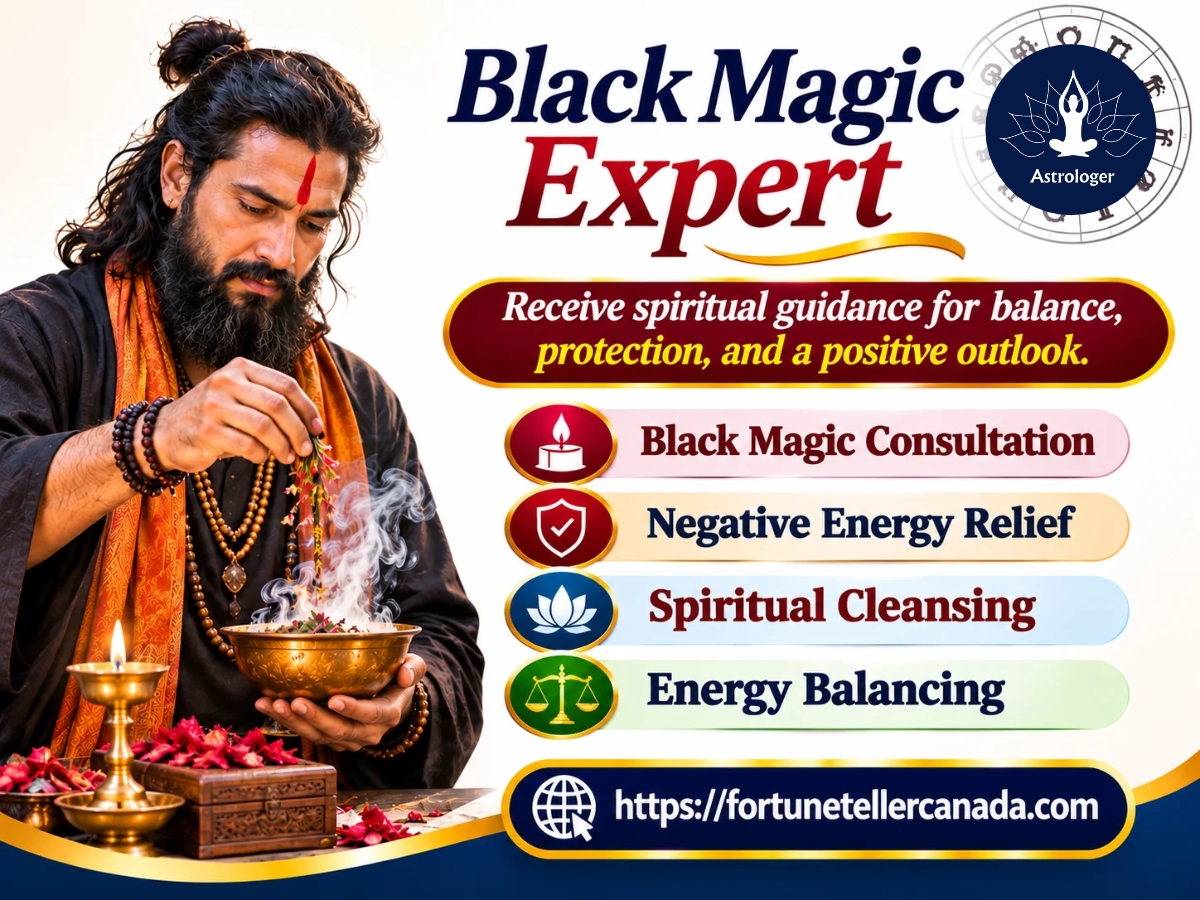 Black Magic
Expert
Astrologer
Receive spiritual guidance for balance,
protection, and a positive outlook.
Black Magic Consultation
Negative Energy Relief
Spiritual Cleansing
Energy Balancing
https://fortunetellercanada.com